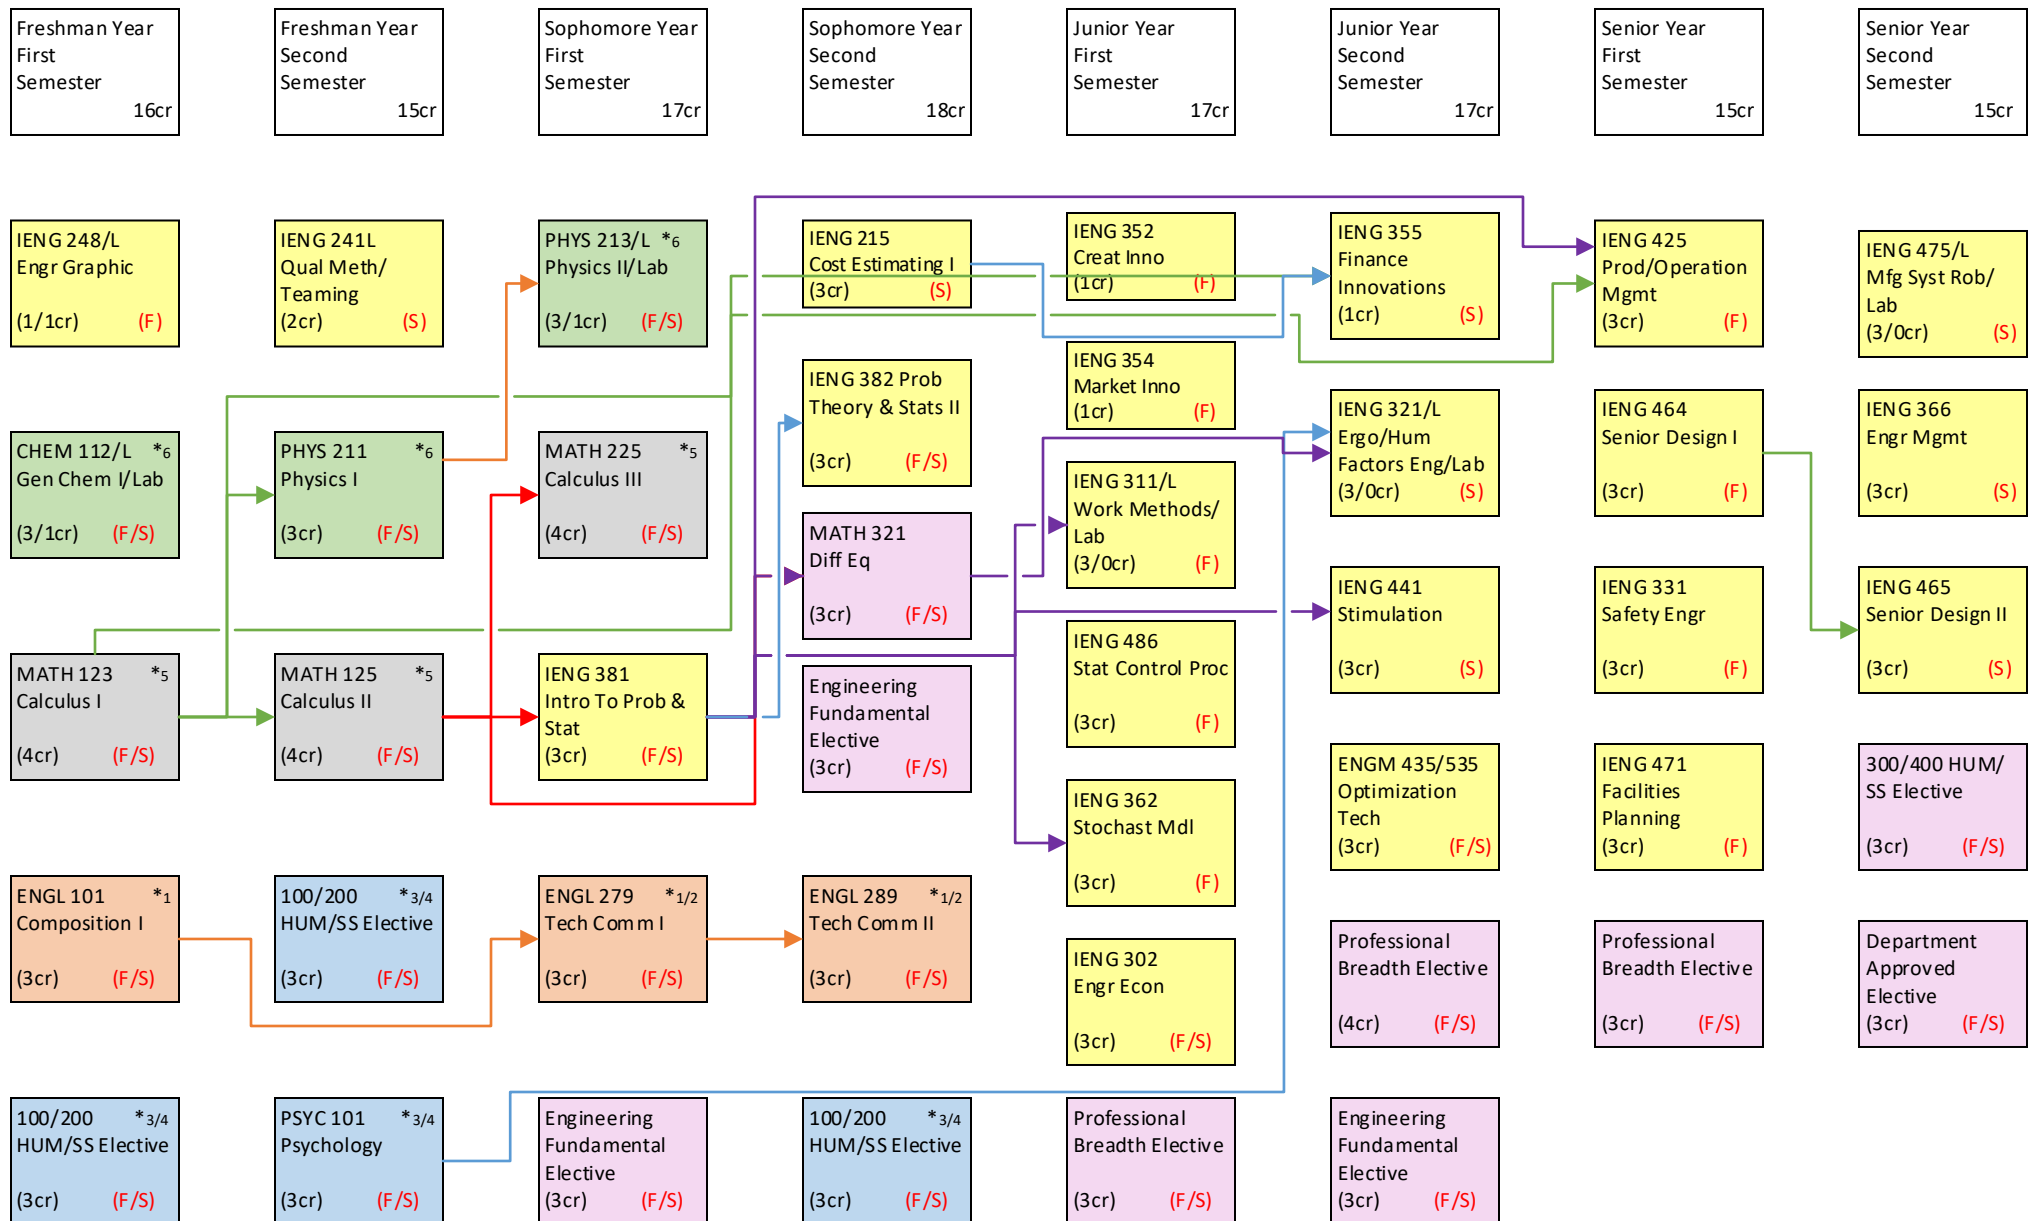 Freshman Year
First
Semester
16cr
Freshman Year
Second
Semester
15cr
Sophomore Year
First
Semester
17cr
Sophomore Year
Second
Semester
18cr
Junior Year
First
Semester
17cr
Junior Year
Second
Semester
17cr
Senior Year
First
Semester
15cr
Senior Year
Second
Semester
15cr
IENG 248/L
Engr Graphic
(1/1cr) (F)
CHEM 112/L *6
Gen Chem I/Lab
(3/1cr) (F/S)
MATH 123 *5
Calculus I
(4cr) (F/S)
ENGL 101 *1
Composition I
(3cr) (F/S)
100/200 *3/4
HUM/SS Elective
(3cr) (F/S)
IENG 241L
Qual Meth/
Teaming
(2cr) (S)
PHYS 211 *6
Physics I
(3cr) (F/S)
MATH 125 *5
Calculus II
(4cr) (F/S)
100/200 *3/4
HUM/SS Elective
(3cr) (F/S)
PSYC 101 *3/4
Psychology
(3cr) (F/S)
PHYS 213/L *6
Physics II/Lab
(3/1cr) (F/S)
MATH 225 *5
Calculus III
(4cr) (F/S)
IENG 381
Intro To Prob &
Stat
(3cr) (F/S)
ENGL 279 *1/2
Tech Comm I
(3cr) (F/S)
Engineering
Fundamental
Elective
(3cr) (F/S)
IENG 215
Cost Estimating I
(3cr) (S)
IENG 382 Prob
Theory & Stats II
(3cr) (F/S)
MATH 321
Diff Eq
(3cr) (F/S)
Engineering
Fundamental
Elective
(3cr) (F/S)
ENGL 289 *1/2
Tech Comm II
(3cr) (F/S)
100/200 *3/4
HUM/SS Elective
(3cr) (F/S)
IENG 352
Creat Inno
(1cr) (F)
IENG 354
Market Inno
(1cr) (F)
IENG 311/L
Work Methods/
Lab
(3/0cr) (F)
IENG 486
Stat Control Proc
(3cr) (F)
IENG 362
Stochast Mdl
(3cr) (F)
IENG 302
Engr Econ
(3cr) (F/S)
Professional
Breadth Elective
(3cr) (F/S)
IENG 355
Finance
Innovations
(1cr) (S)
IENG 321/L
Ergo/Hum
Factors Eng/Lab
(3/0cr) (S)
IENG 441
Stimulation
(3cr) (S)
ENGM 435/535
Optimization
Tech
(3cr) (F/S)
Professional
Breadth Elective
(4cr) (F/S)
Engineering
Fundamental
Elective
(3cr) (F/S)
IENG 425
Prod/Operation
Mgmt
(3cr) (F)
IENG 464
Senior Design I
(3cr) (F)
IENG 331
Safety Engr
(3cr) (F)
IENG 471
Facilities
Planning
(3cr) (F)
Professional
Breadth Elective
(3cr) (F/S)
IENG 475/L
Mfg Syst Rob/
Lab
(3/0cr) (S)
IENG 366
Engr Mgmt
(3cr) (S)
IENG 465
Senior Design II
(3cr) (S)
300/400 HUM/
SS Elective
(3cr) (F/S)
Department
Approved
Elective
(3cr) (F/S)